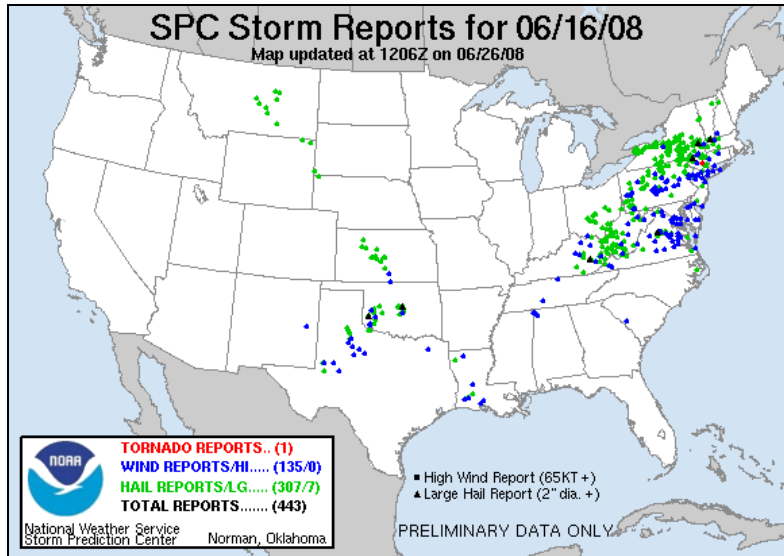 SPC Storm Reports for 06/16/08
Map updated at 1206Z on 06/26/08
NOAA
TORNADO REPORTS.. (1)
WIND REPORTS/HI..... (135/0)
HAIL REPORTS/LG..... (307/7)
TOTAL REPORTS....... (443)
National Weather Service
Storm Prediction Center Norman, Oklahoma
High Wind Report (65KT +)
Large Hail Report (2" dia. +)
PRELIMINARY DATA ONLY